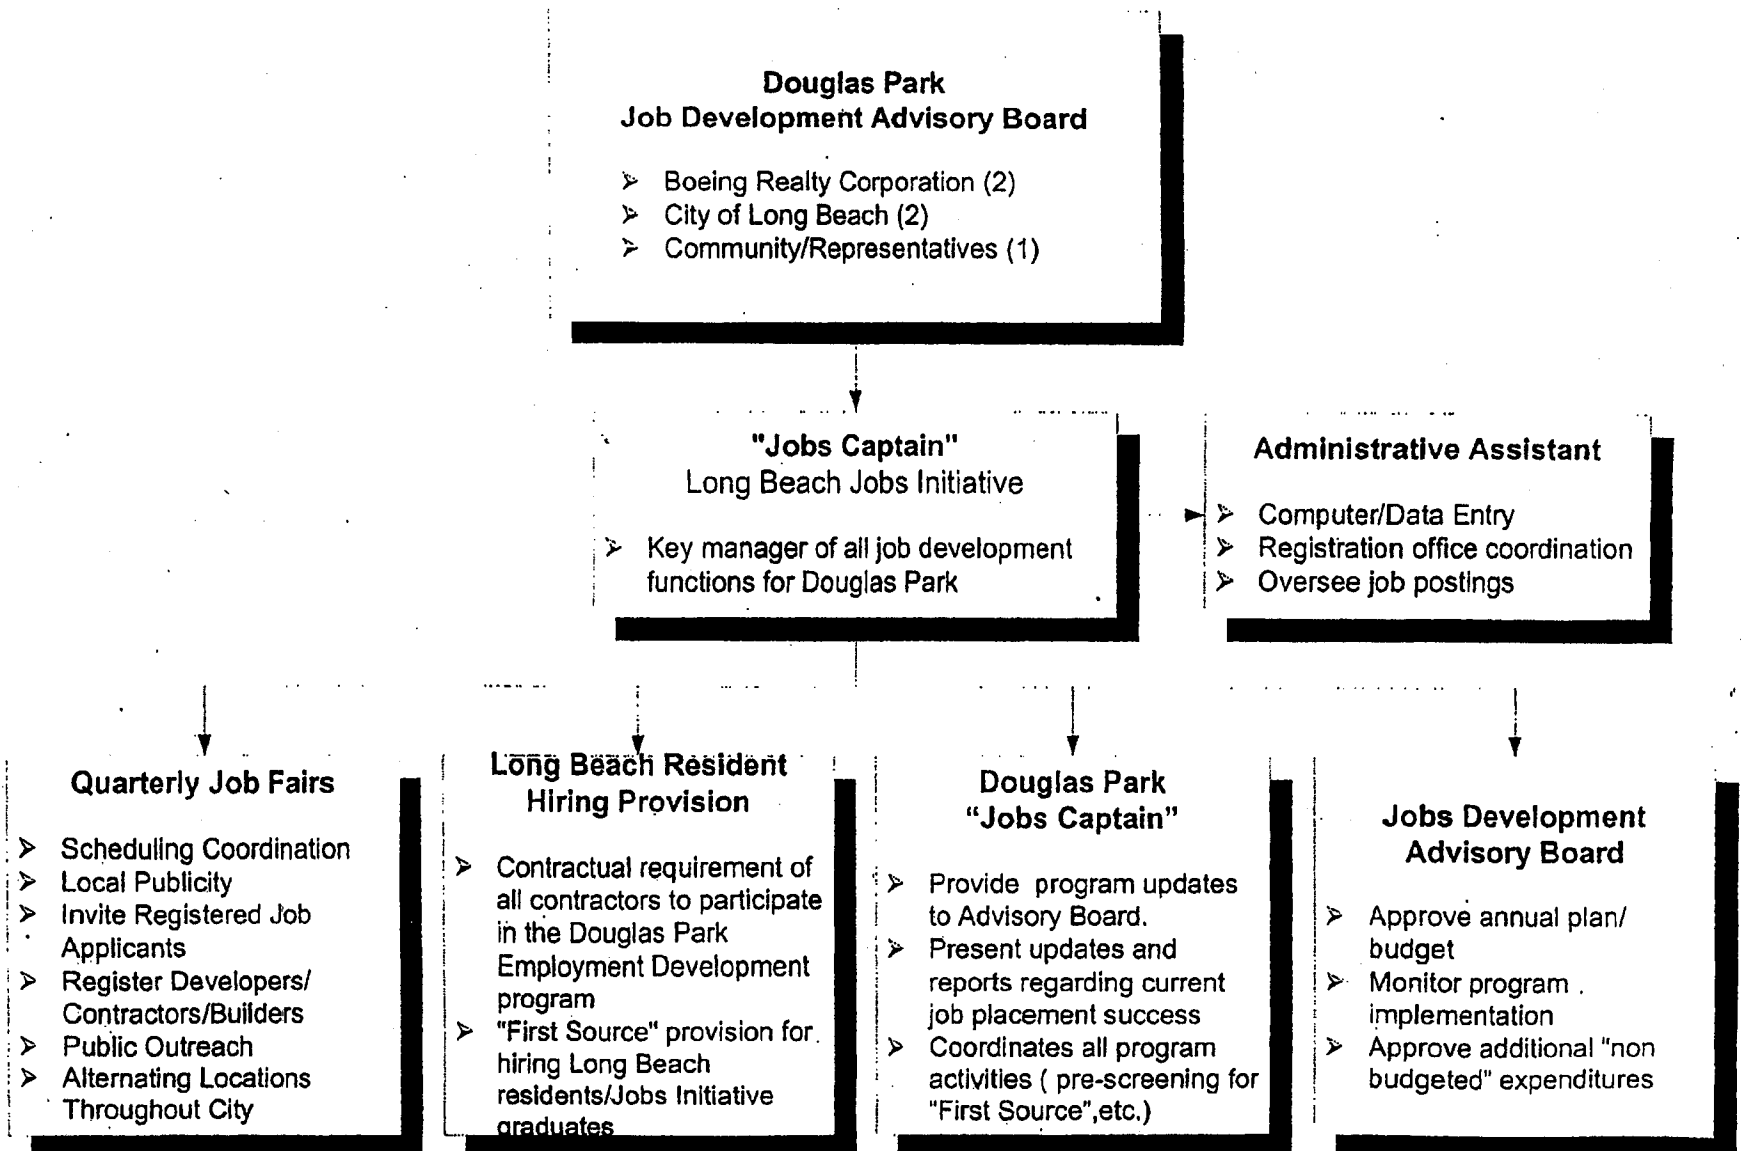 Douglas Park
Job Development Advisory Board
➢ Boeing Realty Corporation (2)
➢ City of Long Beach (2)
➢ Community/Representatives (1)
"Jobs Captain"
Long Beach Jobs Initiative
➢ Key manager of all job development
functions for Douglas Park
Administrative Assistant
➢ Computer/Data Entry
➢ Registration office coordination
➢ Oversee job postings
Quarterly Job Fairs
➢ Scheduling Coordination
➢ Local Publicity
➢ Invite Registered Job
Applicants
➢ Register Developers/
Contractors/Builders
➢ Public Outreach
➢ Alternating Locations
Throughout City
Long Beach Resident
Hiring Provision
➢ Contractual requirement of
all contractors to participate
in the Douglas Park
Employment Development
program
➢ "First Source" provision for
hiring Long Beach
residents/Jobs Initiative
graduates
Douglas Park
“Jobs Captain”
➢ Provide program updates
to Advisory Board.
➢ Present updates and
reports regarding current
job placement success
➢ Coordinates all program
activities ( pre-screening for
"First Source",etc.)
Jobs Development
Advisory Board
➢ Approve annual plan/
budget
➢ Monitor program
implementation
➢ Approve additional "non
budgeted" expenditures